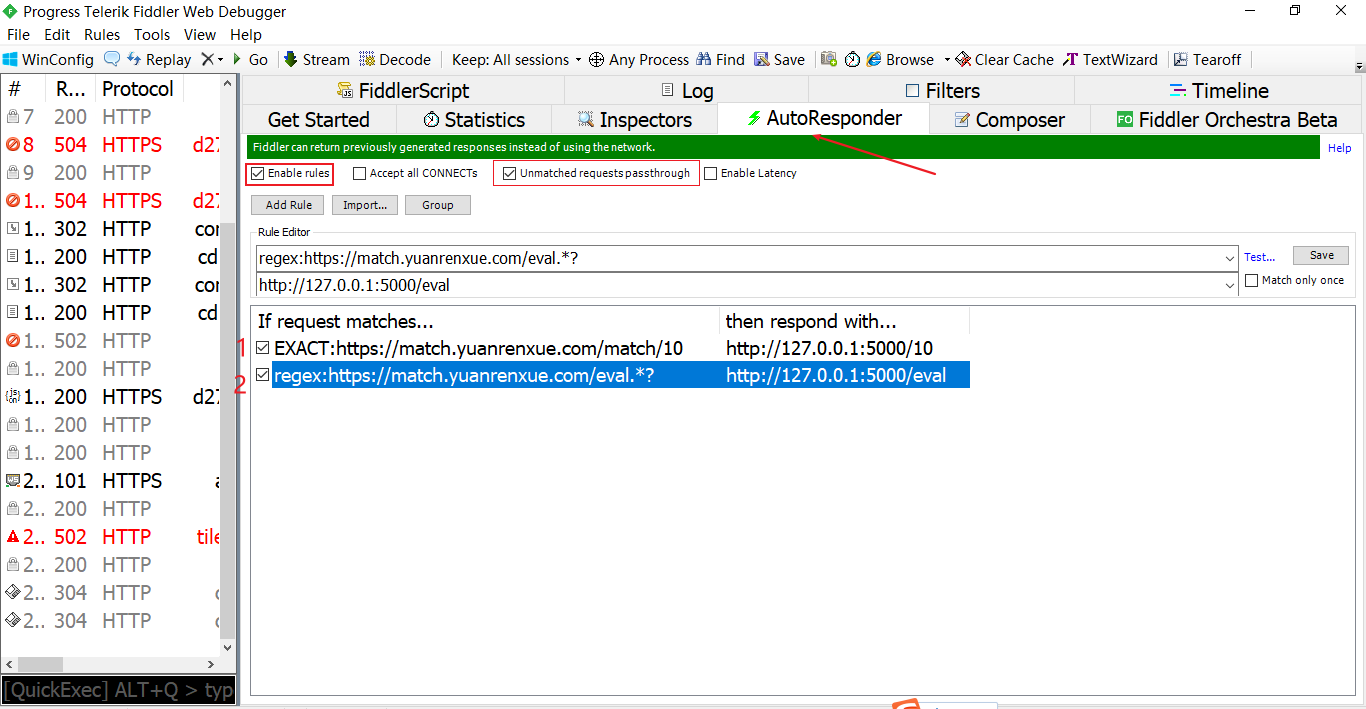 Progress Telerik Fiddler Web Debugger
File Edit Rules Tools View Help
WinConfig Replay Go Stream Decode Keep: All sessions Any Process Find Save Browse Clear Cache TextWizard Tearoff
# R... Protocol
7 200 HTTP
8 504 HTTPS d27
9 200 HTTP
1.. 504 HTTPS d27
1.. 302 HTTP cor
1.. 200 HTTP cd
1.. 302 HTTP cor
1.. 200 HTTP cd
1.. 502 HTTP
1.. 200 HTTP
1.. 200 HTTPS d27
1.. 200 HTTP
1.. 200 HTTP
2.. 101 HTTPS a
2.. 200 HTTP
2.. 502 HTTP tile
2.. 200 HTTP
2.. 304 HTTP
2.. 304 HTTP
[QuickExec] ALT+Q > typ
FiddlerScript Log Filters Timeline
Get Started Statistics Inspectors AutoResponder Composer FO Fiddler Orchestra Beta
Fiddler can return previously generated responses instead of using the network. Help
Enable rules Accept all CONNECTs Unmatched requests passthrough Enable Latency
Add Rule Import... Group
Rule Editor
regex:https://match.yuanrenxue.com/eval.*? Test... Save
http://127.0.0.1:5000/eval Match only once
If request matches... then respond with...
1 EXACT:https://match.yuanrenxue.com/match/10 http://127.0.0.1:5000/10
2 regex:https://match.yuanrenxue.com/eval.*? http://127.0.0.1:5000/eval